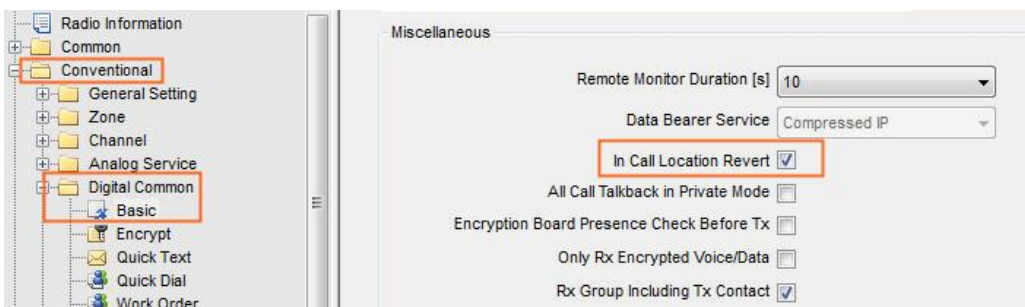 Radio Information
Common
Conventional
General Setting
Zone
Channel
Analog Service
Digital Common
Basic
Encrypt
Quick Text
Quick Dial
Work Order
Miscellaneous
Remote Monitor Duration [s] 10
Data Bearer Service Compressed IP
In Call Location Revert
All Call Talkback in Private Mode
Encryption Board Presence Check Before Tx
Only Rx Encrypted Voice/Data
Rx Group Including Tx Contact